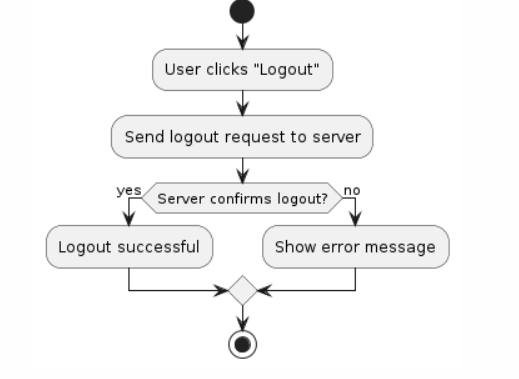 User clicks "Logout"
Send logout request to server
yes
Server confirms logout?
no
Logout successful
Show error message